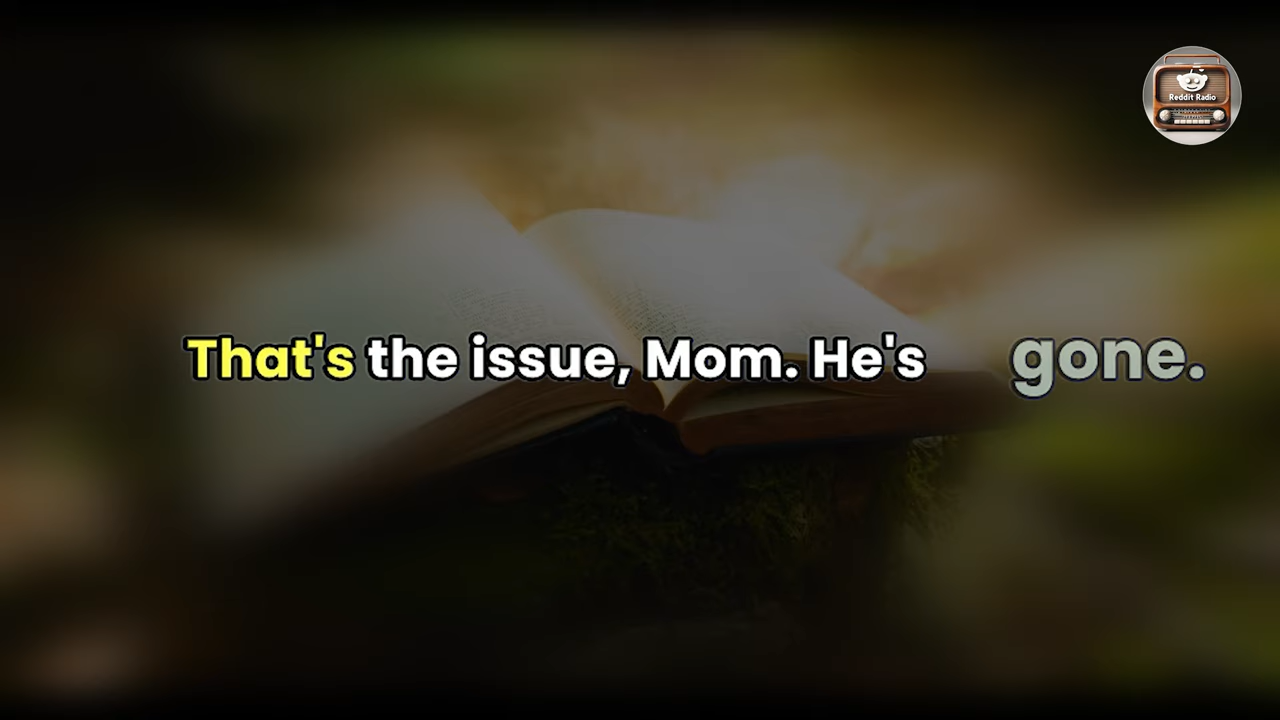 Reddit Radio
That's the issue, Mom. He's gone.